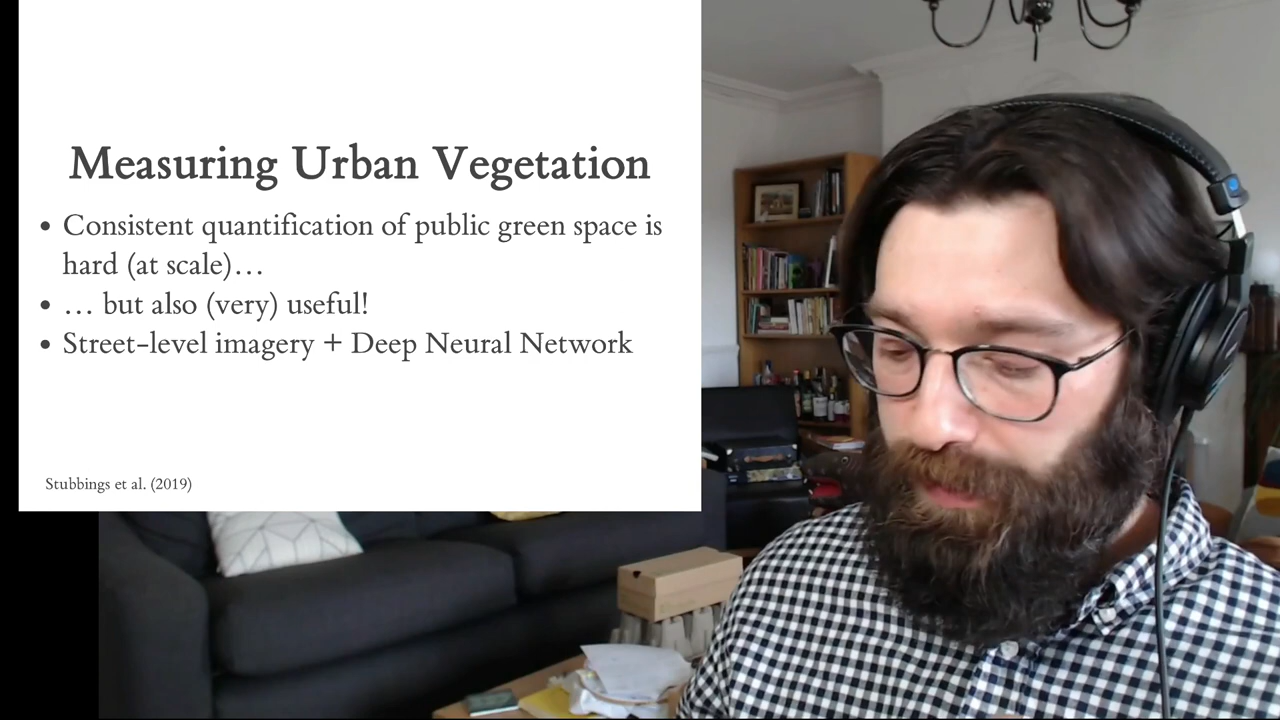 Measuring Urban Vegetation
• Consistent quantification of public green space is
hard (at scale)…
• … but also (very) useful!
• Street-level imagery + Deep Neural Network
Stubbings et al. (2019)